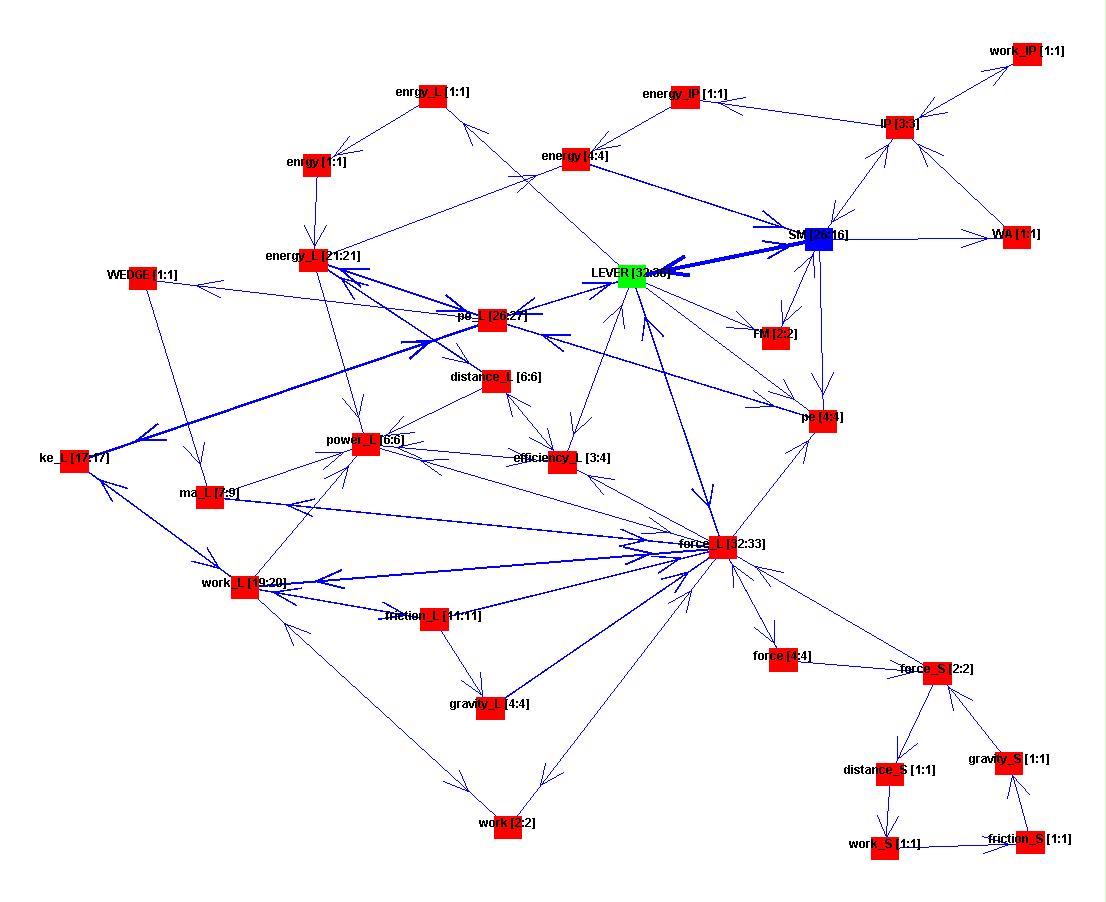 work_IP [1:1]
enrgy_L [1:1]
energy_IP [1:1]
IP [3:3]
enrgy [1:1]
energy [4:4]
SM [26:16]
WA [1:1]
energy_L [21:21]
WEDGE [1:1]
pe_L [26:27]
FM [2:2]
distance_L [6:6]
pe [4:4]
power_L [6:6]
ke_L [17:17]
efficiency_L [3:4]
ma_L [7:9]
force_L [32:33]
work_L [19:20]
friction_L [11:11]
force [4:4]
force_S [2:2]
gravity_L [4:4]
gravity_S [1:1]
distance_S [1:1]
work [2:2]
work_S [1:1]
friction_S [1:1]